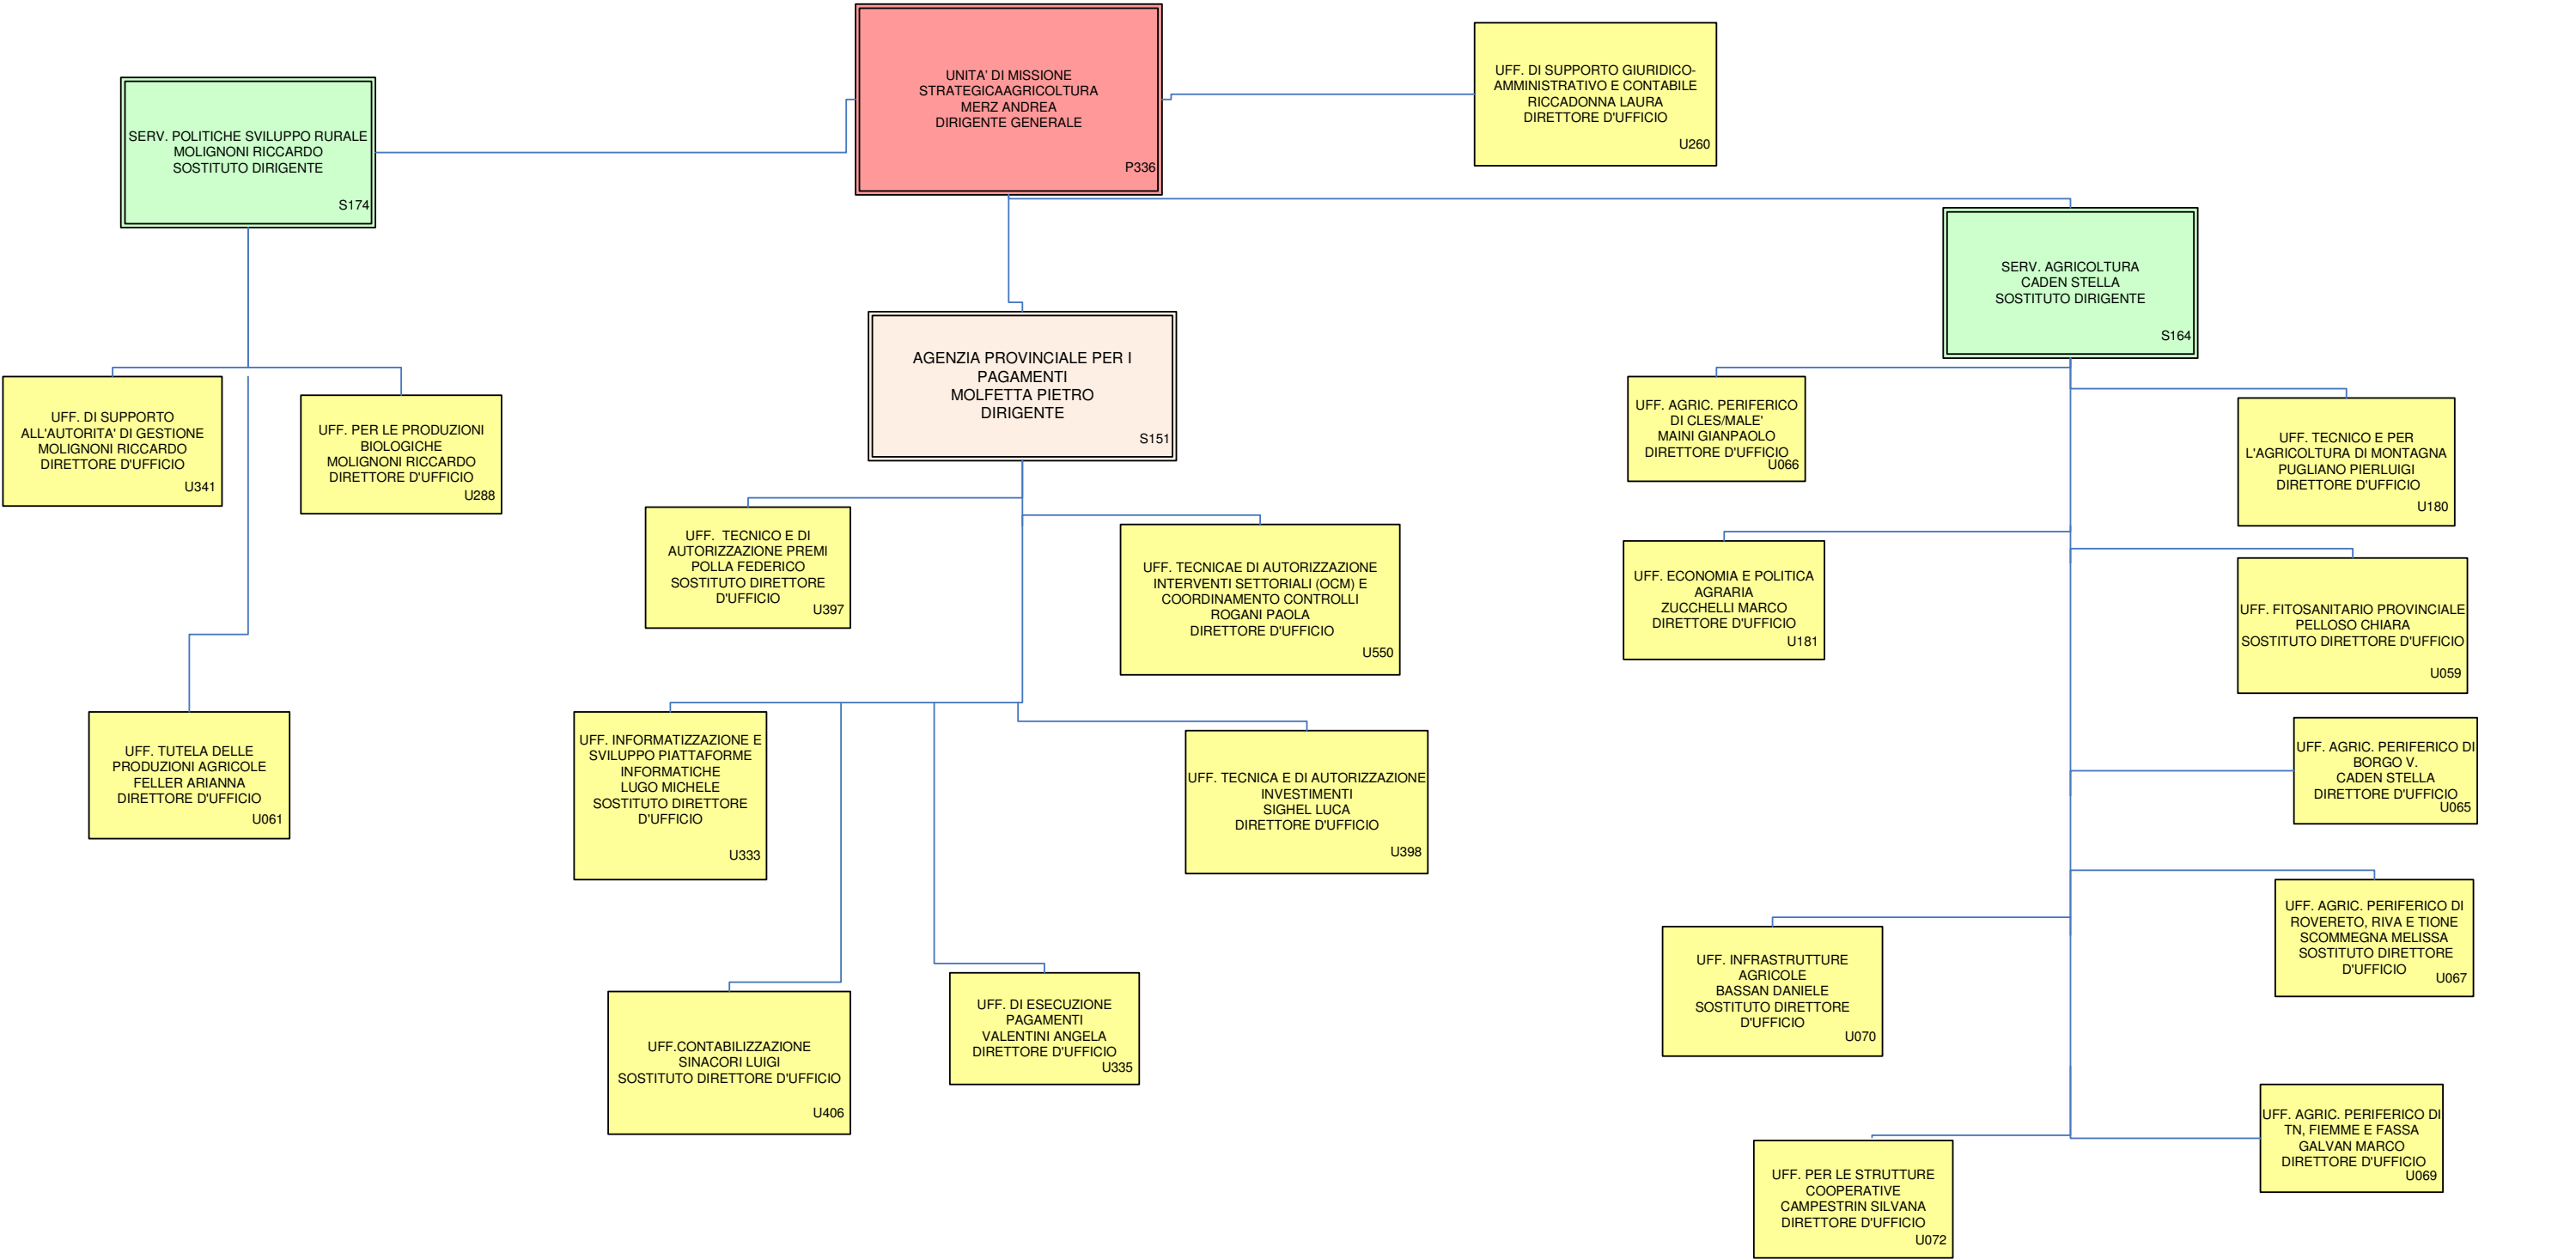 UNITA' DI MISSIONE
STRATEGICAAGRICOLTURA
MERZ ANDREA
DIRIGENTE GENERALE
P336
UFF. DI SUPPORTO GIURIDICO-
AMMINISTRATIVO E CONTABILE
RICCADONNA LAURA
DIRETTORE D'UFFICIO
U260
SERV. POLITICHE SVILUPPO RURALE
MOLIGNONI RICCARDO
SOSTITUTO DIRIGENTE
S174
SERV. AGRICOLTURA
CADEN STELLA
SOSTITUTO DIRIGENTE
S164
AGENZIA PROVINCIALE PER I
PAGAMENTI
MOLFETTA PIETRO
DIRIGENTE
S151
UFF. DI SUPPORTO
ALL'AUTORITA' DI GESTIONE
MOLIGNONI RICCARDO
DIRETTORE D'UFFICIO
U341
UFF. PER LE PRODUZIONI
BIOLOGICHE
MOLIGNONI RICCARDO
DIRETTORE D'UFFICIO
U288
UFF. TUTELA DELLE
PRODUZIONI AGRICOLE
FELLER ARIANNA
DIRETTORE D'UFFICIO
U061
UFF.  TECNICO E DI
AUTORIZZAZIONE PREMI
POLLA FEDERICO
SOSTITUTO DIRETTORE
D'UFFICIO
U397
UFF. TECNICAE DI AUTORIZZAZIONE
INTERVENTI SETTORIALI (OCM) E
COORDINAMENTO CONTROLLI
ROGANI PAOLA
DIRETTORE D'UFFICIO
U550
UFF. INFORMATIZZAZIONE E
SVILUPPO PIATTAFORME
INFORMATICHE
LUGO MICHELE
SOSTITUTO DIRETTORE
D'UFFICIO
U333
UFF. TECNICA E DI AUTORIZZAZIONE
INVESTIMENTI
SIGHEL LUCA
DIRETTORE D'UFFICIO
U398
UFF.CONTABILIZZAZIONE
SINACORI LUIGI
SOSTITUTO DIRETTORE D'UFFICIO
U406
UFF. DI ESECUZIONE
PAGAMENTI
VALENTINI ANGELA
DIRETTORE D'UFFICIO
U335
UFF. AGRIC. PERIFERICO
DI CLES/MALE'
MAINI GIANPAOLO
DIRETTORE D'UFFICIO
U066
UFF. TECNICO E PER
L'AGRICOLTURA DI MONTAGNA
PUGLIANO PIERLUIGI
DIRETTORE D'UFFICIO
U180
UFF. ECONOMIA E POLITICA
AGRARIA
ZUCCHELLI MARCO
DIRETTORE D'UFFICIO
U181
UFF. FITOSANITARIO PROVINCIALE
PELLOSO CHIARA
SOSTITUTO DIRETTORE D'UFFICIO
U059
UFF. AGRIC. PERIFERICO DI
BORGO V.
CADEN STELLA
DIRETTORE D'UFFICIO
U065
UFF. AGRIC. PERIFERICO DI
ROVERETO, RIVA E TIONE
SCOMMEGNA MELISSA
SOSTITUTO DIRETTORE
D'UFFICIO
U067
UFF. INFRASTRUTTURE
AGRICOLE
BASSAN DANIELE
SOSTITUTO DIRETTORE
D'UFFICIO
U070
UFF. AGRIC. PERIFERICO DI
TN, FIEMME E FASSA
GALVAN MARCO
DIRETTORE D'UFFICIO
U069
UFF. PER LE STRUTTURE
COOPERATIVE
CAMPESTRIN SILVANA
DIRETTORE D'UFFICIO
U072